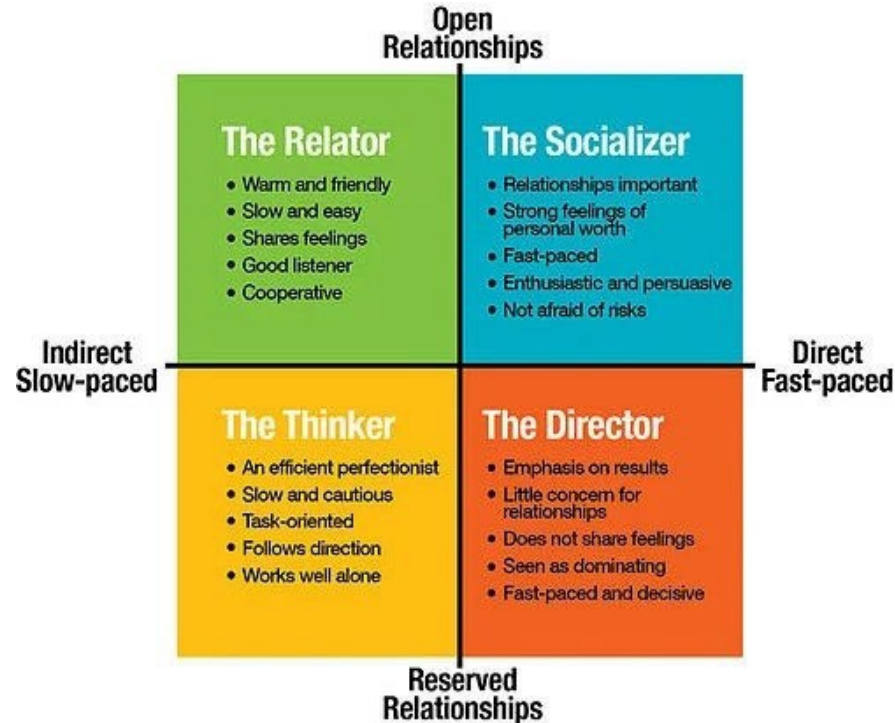 Open
Relationships
The Relator
• Warm and friendly
• Slow and easy
• Shares feelings
• Good listener
• Cooperative
The Socializer
• Relationships important
• Strong feelings of
personal worth
• Fast-paced
• Enthusiastic and persuasive
• Not afraid of risks
Indirect
Slow-paced
Direct
Fast-paced
The Thinker
• An efficient perfectionist
• Slow and cautious
• Task-oriented
• Follows direction
• Works well alone
The Director
• Emphasis on results
• Little concern for
relationships
• Does not share feelings
• Seen as dominating
• Fast-paced and decisive
Reserved
Relationships